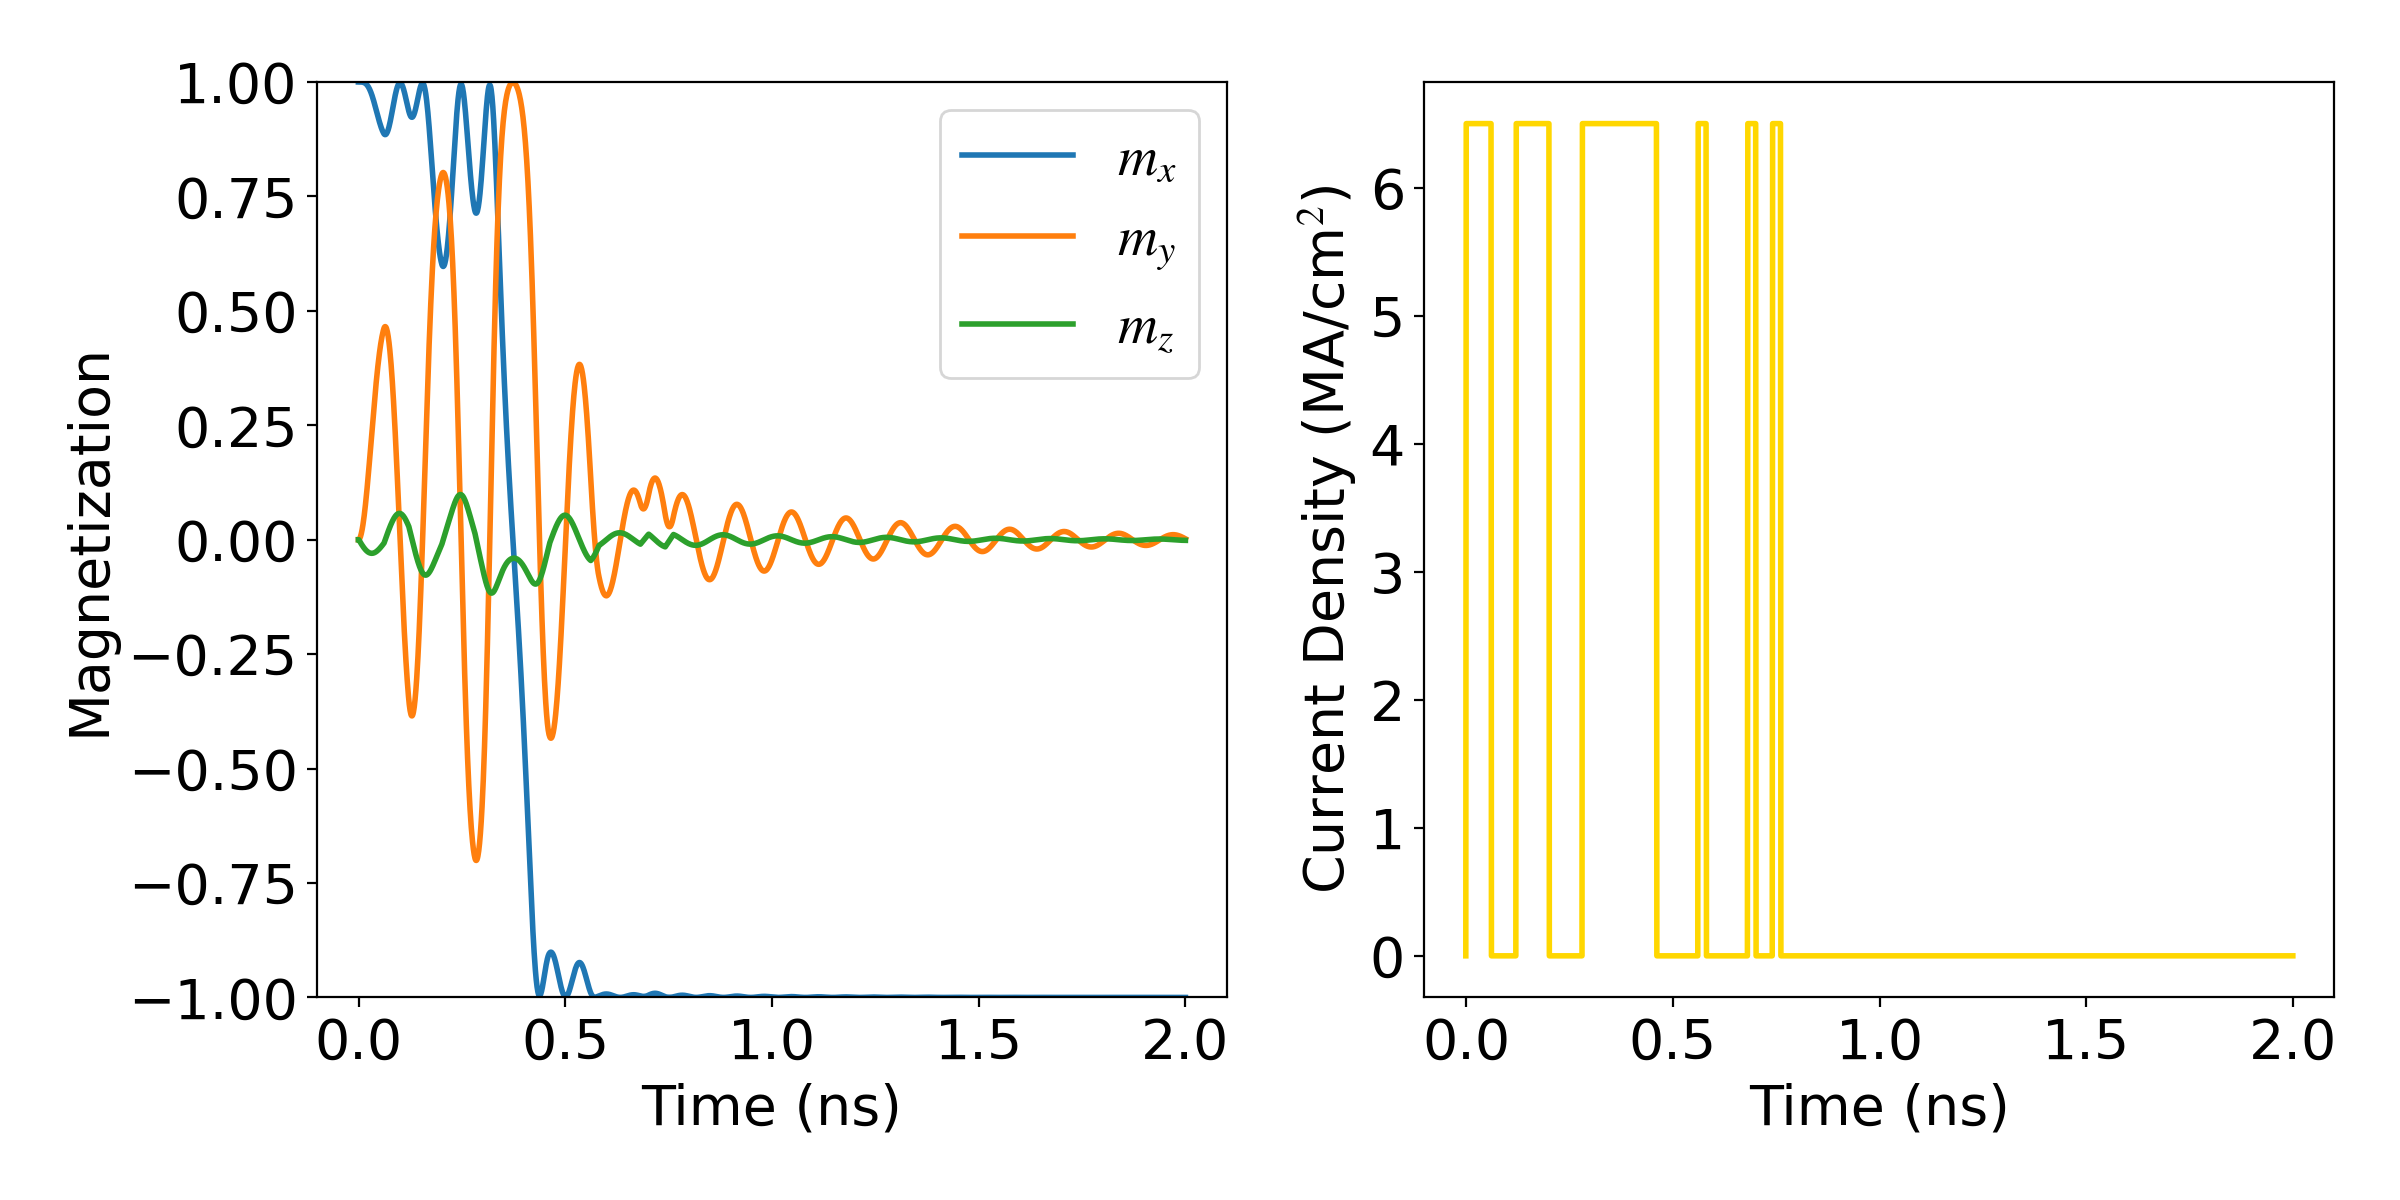 1.00
0.75
0.50
0.25
0.00
−0.25
−0.50
−0.75
−1.00
Magnetization
0.0 0.5 1.0 1.5 2.0
Time (ns)
m_x
m_y
m_z
6
5
4
3
2
1
0
Current Density (MA/cm²)
0.0 0.5 1.0 1.5 2.0
Time (ns)